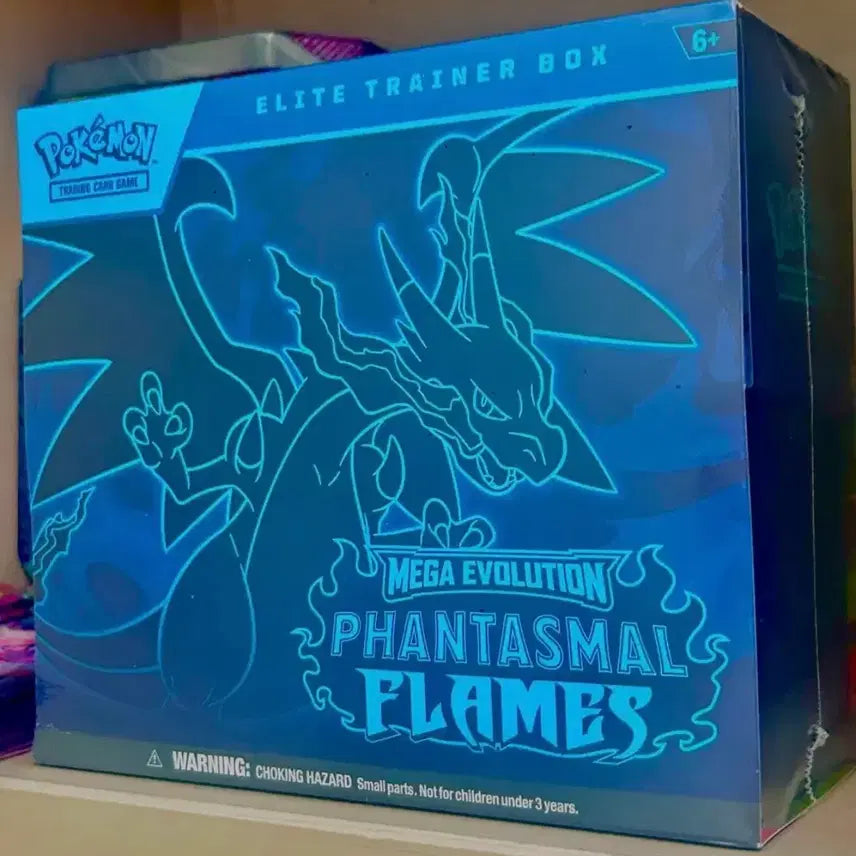 ELITE TRAINER BOX
6+
POKéMON
TRADING CARD GAME
MEGA EVOLUTION
PHANTASMAL
FLAMES
WARNING: CHOKING HAZARD Small parts. Not for children under 3 years.